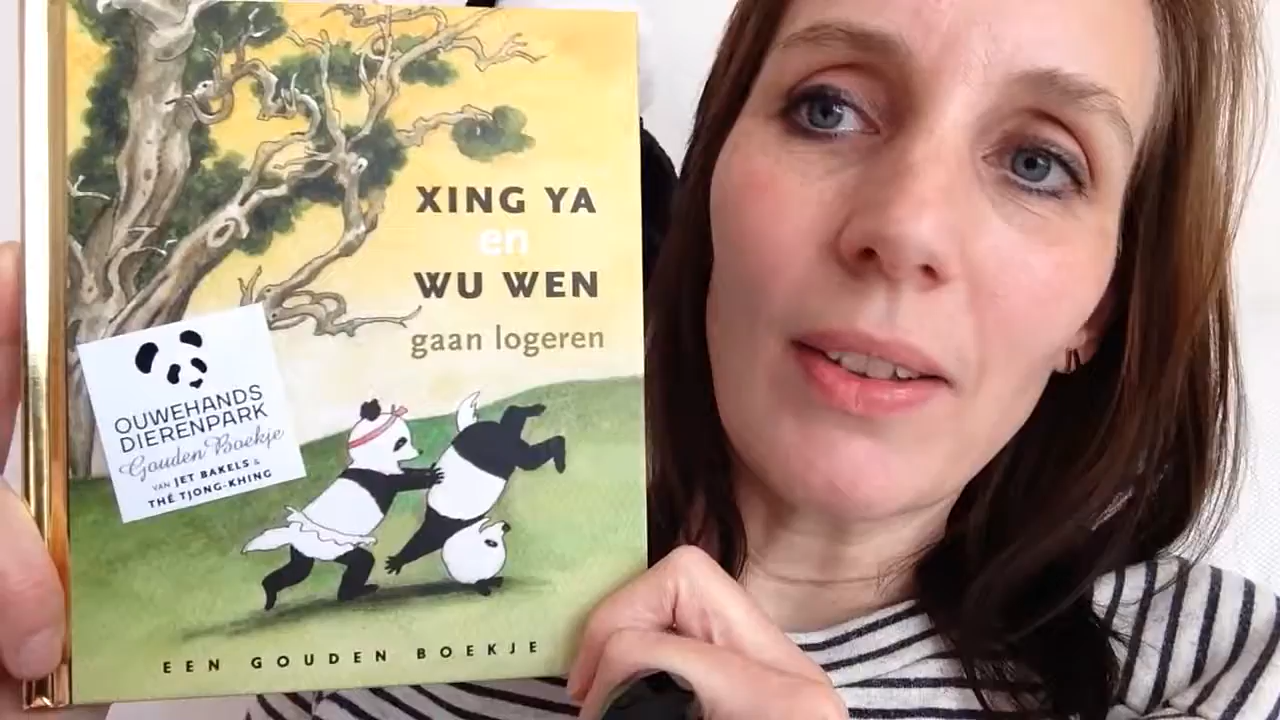 XING YA
en
WU WEN
gaan logeren
OUWEHANDS
DIERENPARK
Gouden Boekje
VAN JET BAKELS &
THÉ TJONG-KHING
EEN GOUDEN BOEKJE